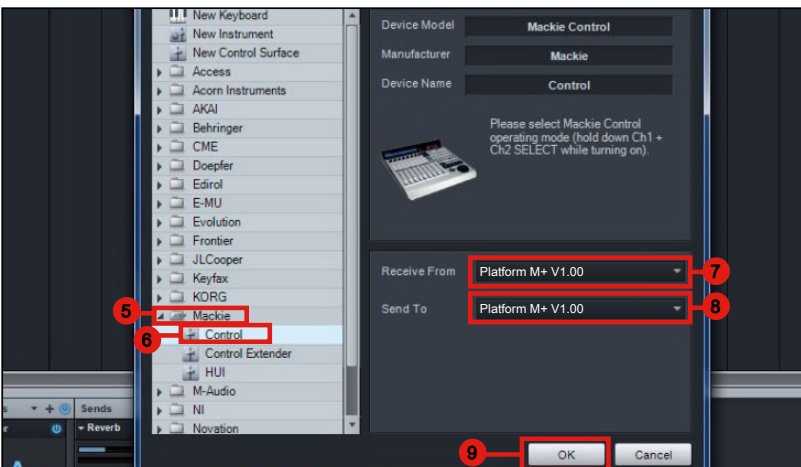 New Keyboard
New Instrument
New Control Surface
Access
Acorn Instruments
AKAI
Behringer
CME
Doepfer
Edirol
E-MU
Evolution
Frontier
JLCooper
Keyfax
KORG
5
Mackie
6
Control
Control Extender
HUI
M-Audio
NI
Novation
Device Model
Mackie Control
Manufacturer
Mackie
Device Name
Control
Please select Mackie Control
operating mode (hold down Ch1 +
Ch2 SELECT while turning on).
Receive From
Platform M+ V1.00
7
Send To
Platform M+ V1.00
8
9
OK
Cancel
Sends
Reverb